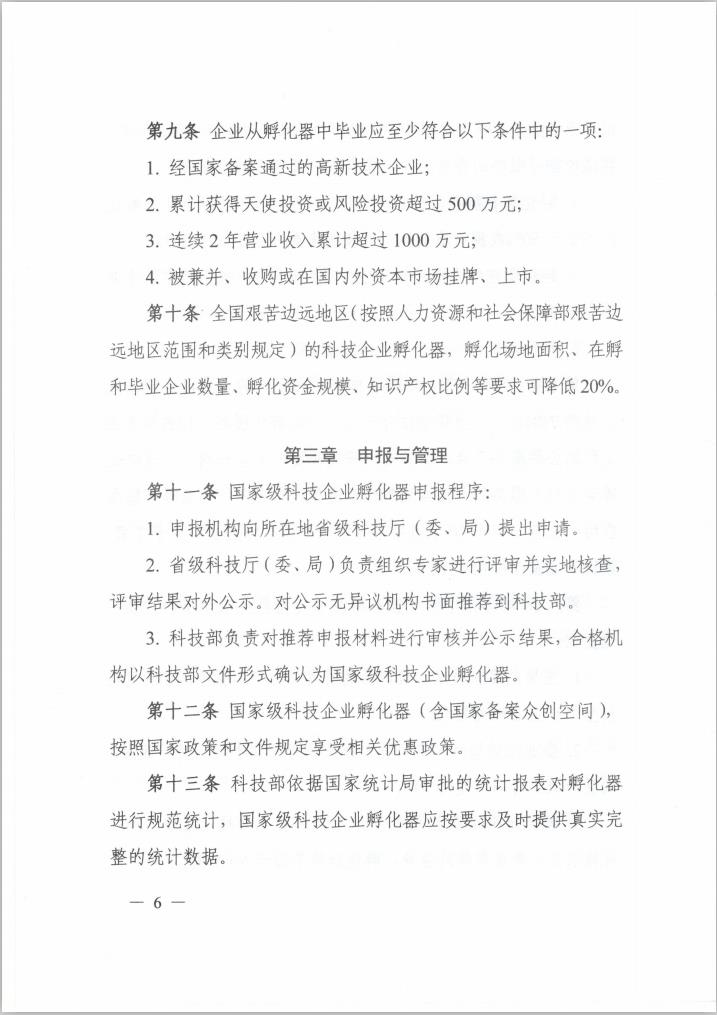 第九条 企业从孵化器中毕业应至少符合以下条件中的一项：
1. 经国家备案通过的高新技术企业；
2. 累计获得天使投资或风险投资超过 500 万元；
3. 连续 2 年营业收入累计超过 1000 万元；
4. 被兼并、收购或在国内外资本市场挂牌、上市。
第十条 全国艰苦边远地区（按照人力资源和社会保障部艰苦边
远地区范围和类别规定）的科技企业孵化器，孵化场地面积、在孵
和毕业企业数量、孵化资金规模、知识产权比例等要求可降低 20%。
第三章 申报与管理
第十一条 国家级科技企业孵化器申报程序：
1. 申报机构向所在地省级科技厅（委、局）提出申请。
2. 省级科技厅（委、局）负责组织专家进行评审并实地核查，
评审结果对外公示。对公示无异议机构书面推荐到科技部。
3. 科技部负责对推荐申报材料进行审核并公示结果，合格机
构以科技部文件形式确认为国家级科技企业孵化器。
第十二条 国家级科技企业孵化器（含国家备案众创空间），
按照国家政策和文件规定享受相关优惠政策。
第十三条 科技部依据国家统计局审批的统计报表对孵化器
进行规范统计，国家级科技企业孵化器应按要求及时提供真实完
整的统计数据。
— 6 —